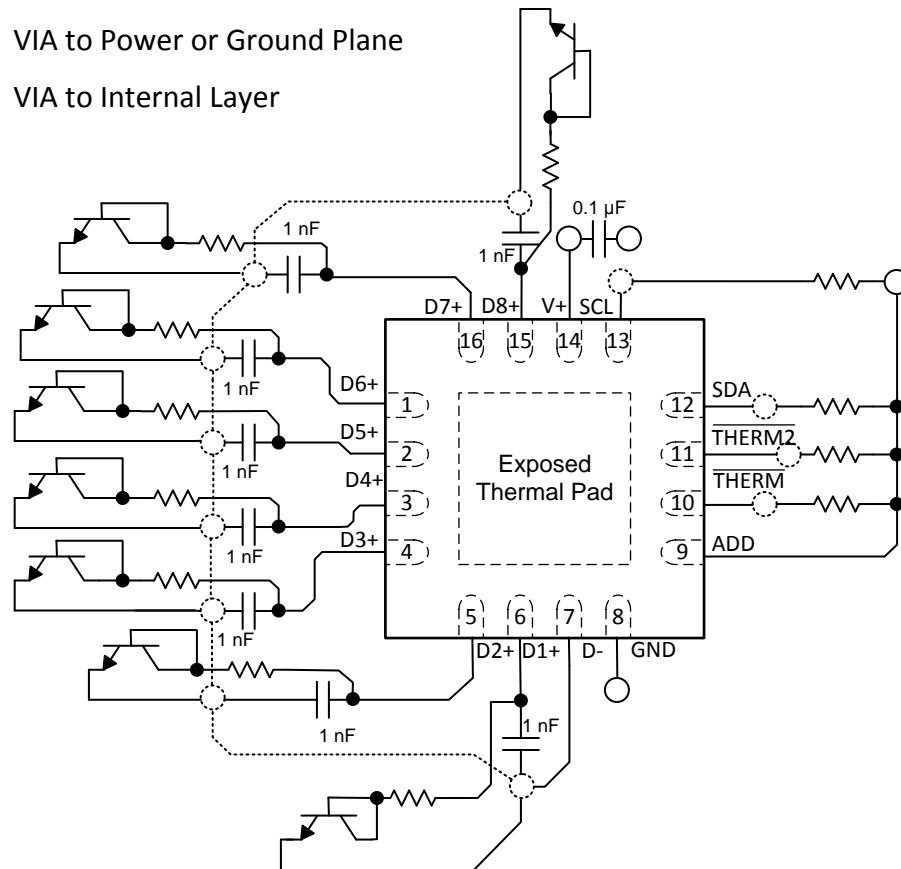 VIA to Power or Ground Plane
VIA to Internal Layer
1 nF
0.1 µF
1 nF
D7+
D8+
V+
SCL
16
15
14
13
1 nF
D6+
1
12
SDA
1 nF
D5+
2
11
THERM2
Exposed
Thermal Pad
D4+
3
10
THERM
1 nF
D3+
4
9
ADD
1 nF
5
6
7
8
D2+
D1+
D-
GND
1 nF
1 nF